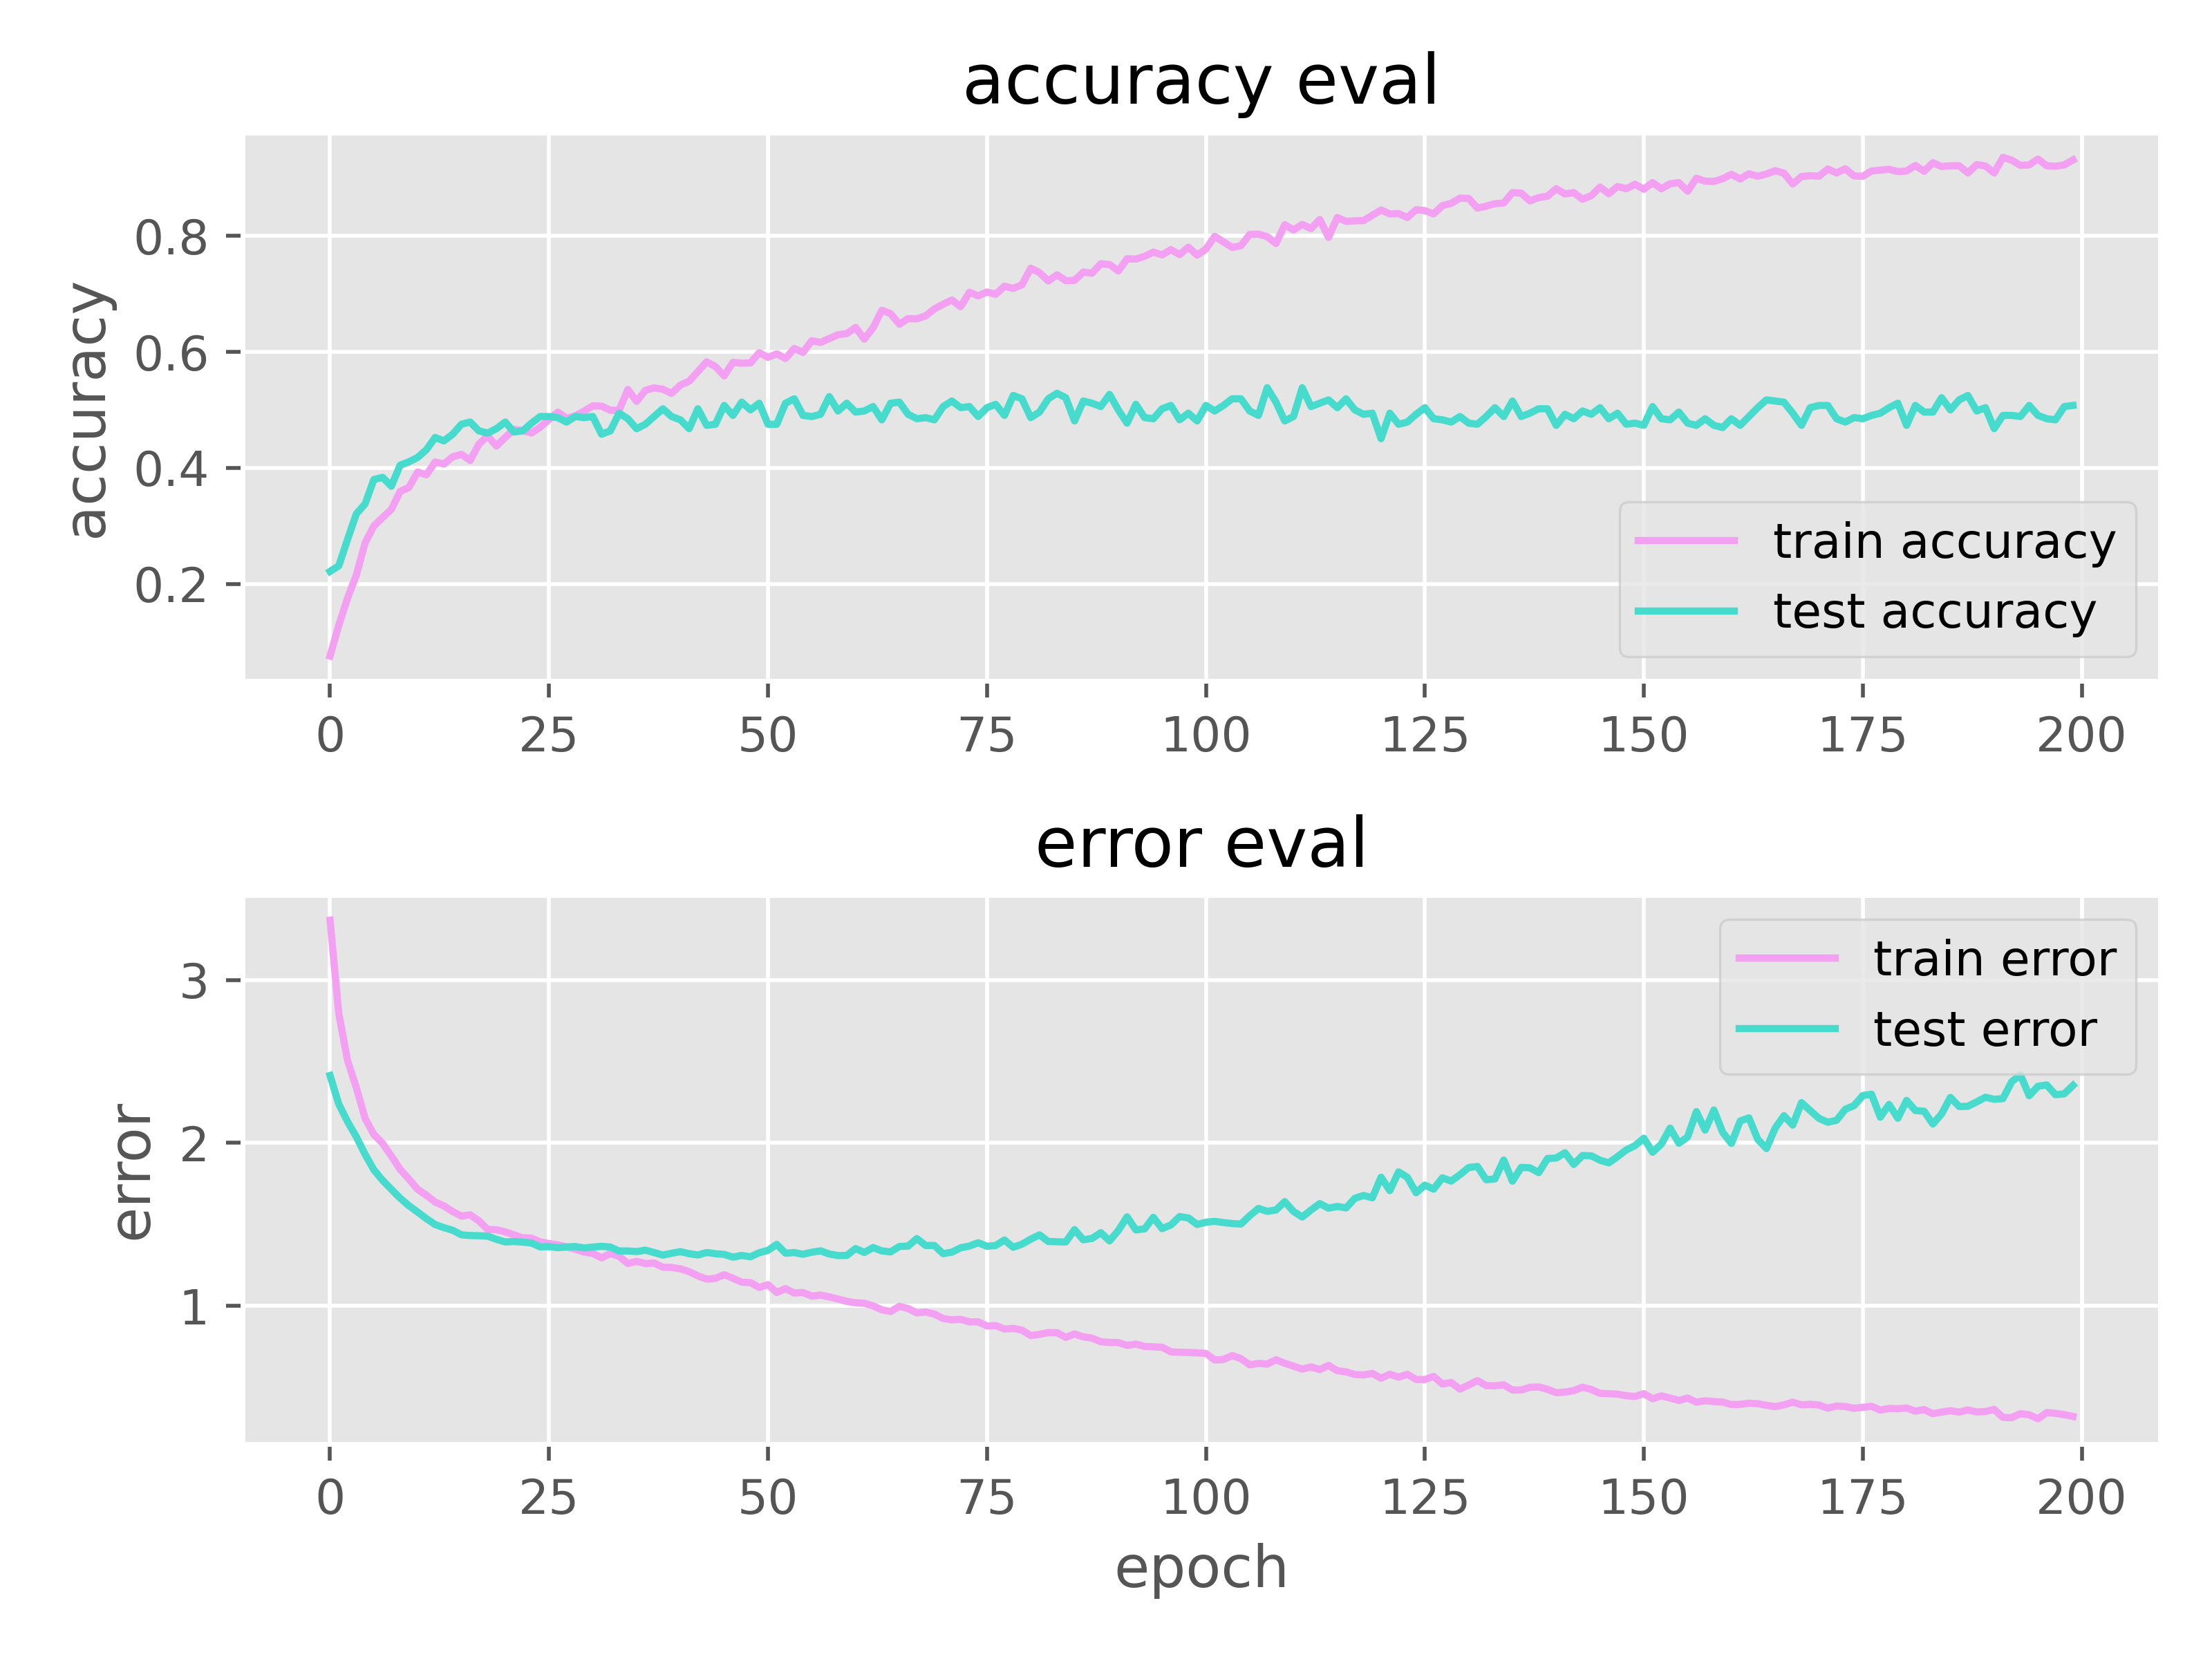 accuracy eval
accuracy
0.8
0.6
0.4
0.2
train accuracy
test accuracy
0 25 50 75 100 125 150 175 200
error eval
error
3
2
1
train error
test error
0 25 50 75 100 125 150 175 200
epoch